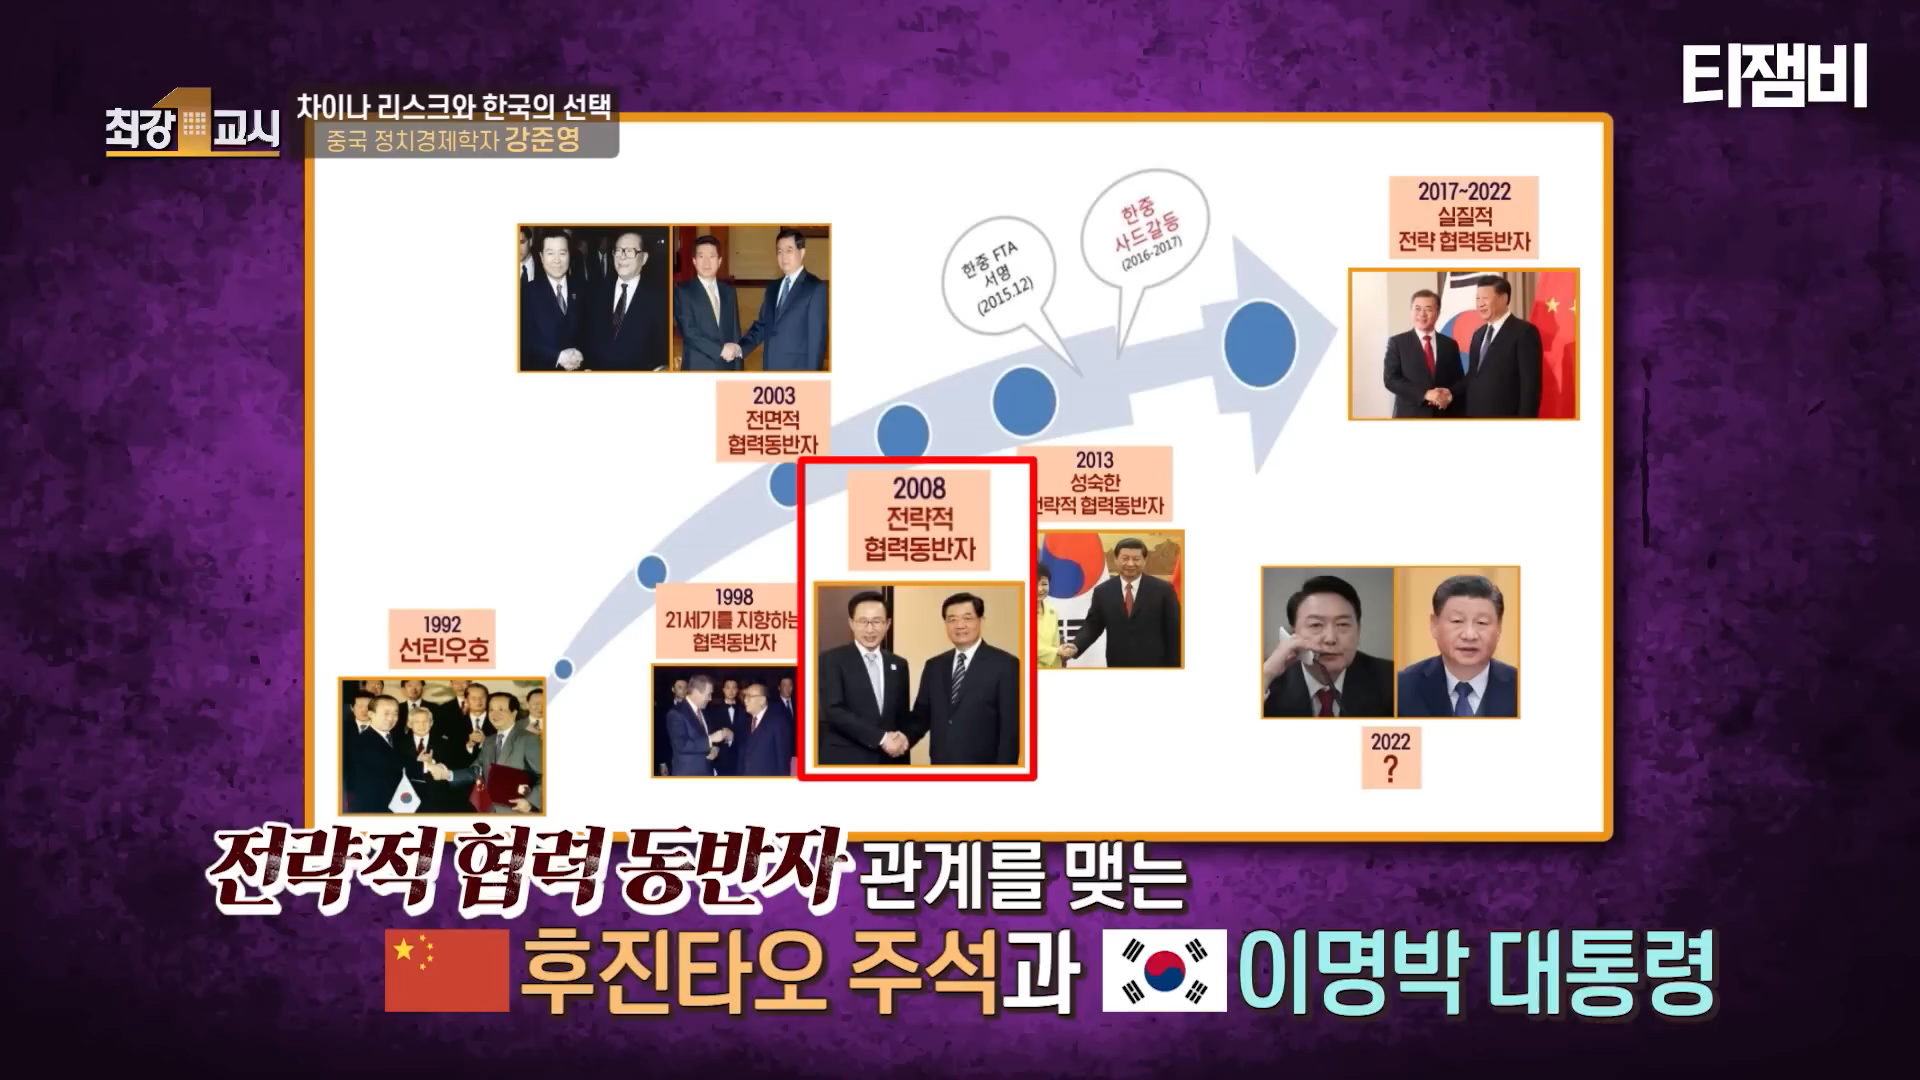 티잼비
최강1교시
차이나 리스크와 한국의 선택
중국 정치경제학자 강준영
2017~2022
실질적
전략 협력동반자
한중
사드갈등
(2016-2017)
한중 FTA
서명
(2015.12)
2003
전면적
협력동반자
2013
성숙한
전략적 협력동반자
2008
전략적
협력동반자
1998
21세기를 지향하는
협력동반자
1992
선린우호
2022
?
전략적 협력 동반자 관계를 맺는
후진타오 주석과 이명박 대통령